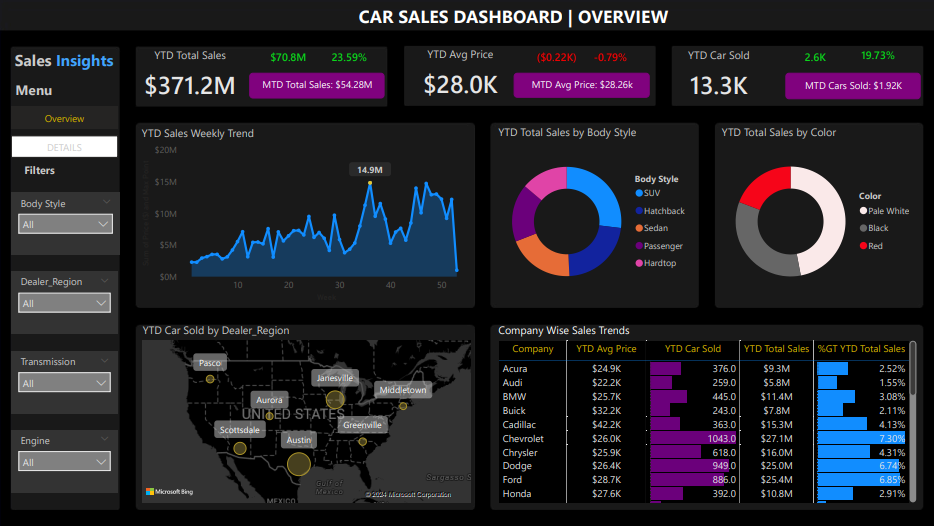 CAR SALES DASHBOARD | OVERVIEW
Sales Insights
Menu
Overview
DETAILS
Filters
Body Style
All
Dealer_Region
All
Transmission
All
Engine
All
YTD Total Sales
$70.8M 23.59%
$371.2M
MTD Total Sales: $54.28M
YTD Avg Price
($0.22K) -0.79%
$28.0K
MTD Avg Price: $28.26k
YTD Car Sold
2.6K 19.73%
13.3K
MTD Cars Sold: $1.92K
YTD Sales Weekly Trend
$20M
$15M
$10M
$5M
$0M
14.9M
10 20 30 40 50
YTD Total Sales by Body Style
Body Style
SUV
Hatchback
Sedan
Passenger
Hardtop
YTD Total Sales by Color
Color
Pale White
Black
Red
YTD Car Sold by Dealer_Region
Pasco
Janesville
Middletown
Aurora
UNITED STATES
Greenville
Scottsdale
Austin
Gulf of
Mexico
Sargasso S
MEXICO
Microsoft Bing
© 2024 Microsoft Corporation
Company Wise Sales Trends
Company YTD Avg Price YTD Car Sold YTD Total Sales %GT YTD Total Sales
Acura $24.9K 376.0 $9.3M 2.52%
Audi $22.2K 259.0 $5.8M 1.55%
BMW $25.7K 445.0 $11.4M 3.08%
Buick $32.2K 243.0 $7.8M 2.11%
Cadillac $42.2K 363.0 $15.3M 4.13%
Chevrolet $26.0K 1043.0 $27.1M 7.30%
Chrysler $25.9K 618.0 $16.0M 4.31%
Dodge $26.4K 949.0 $25.0M 6.74%
Ford $28.7K 886.0 $25.4M 6.85%
Honda $27.6K 392.0 $10.8M 2.91%